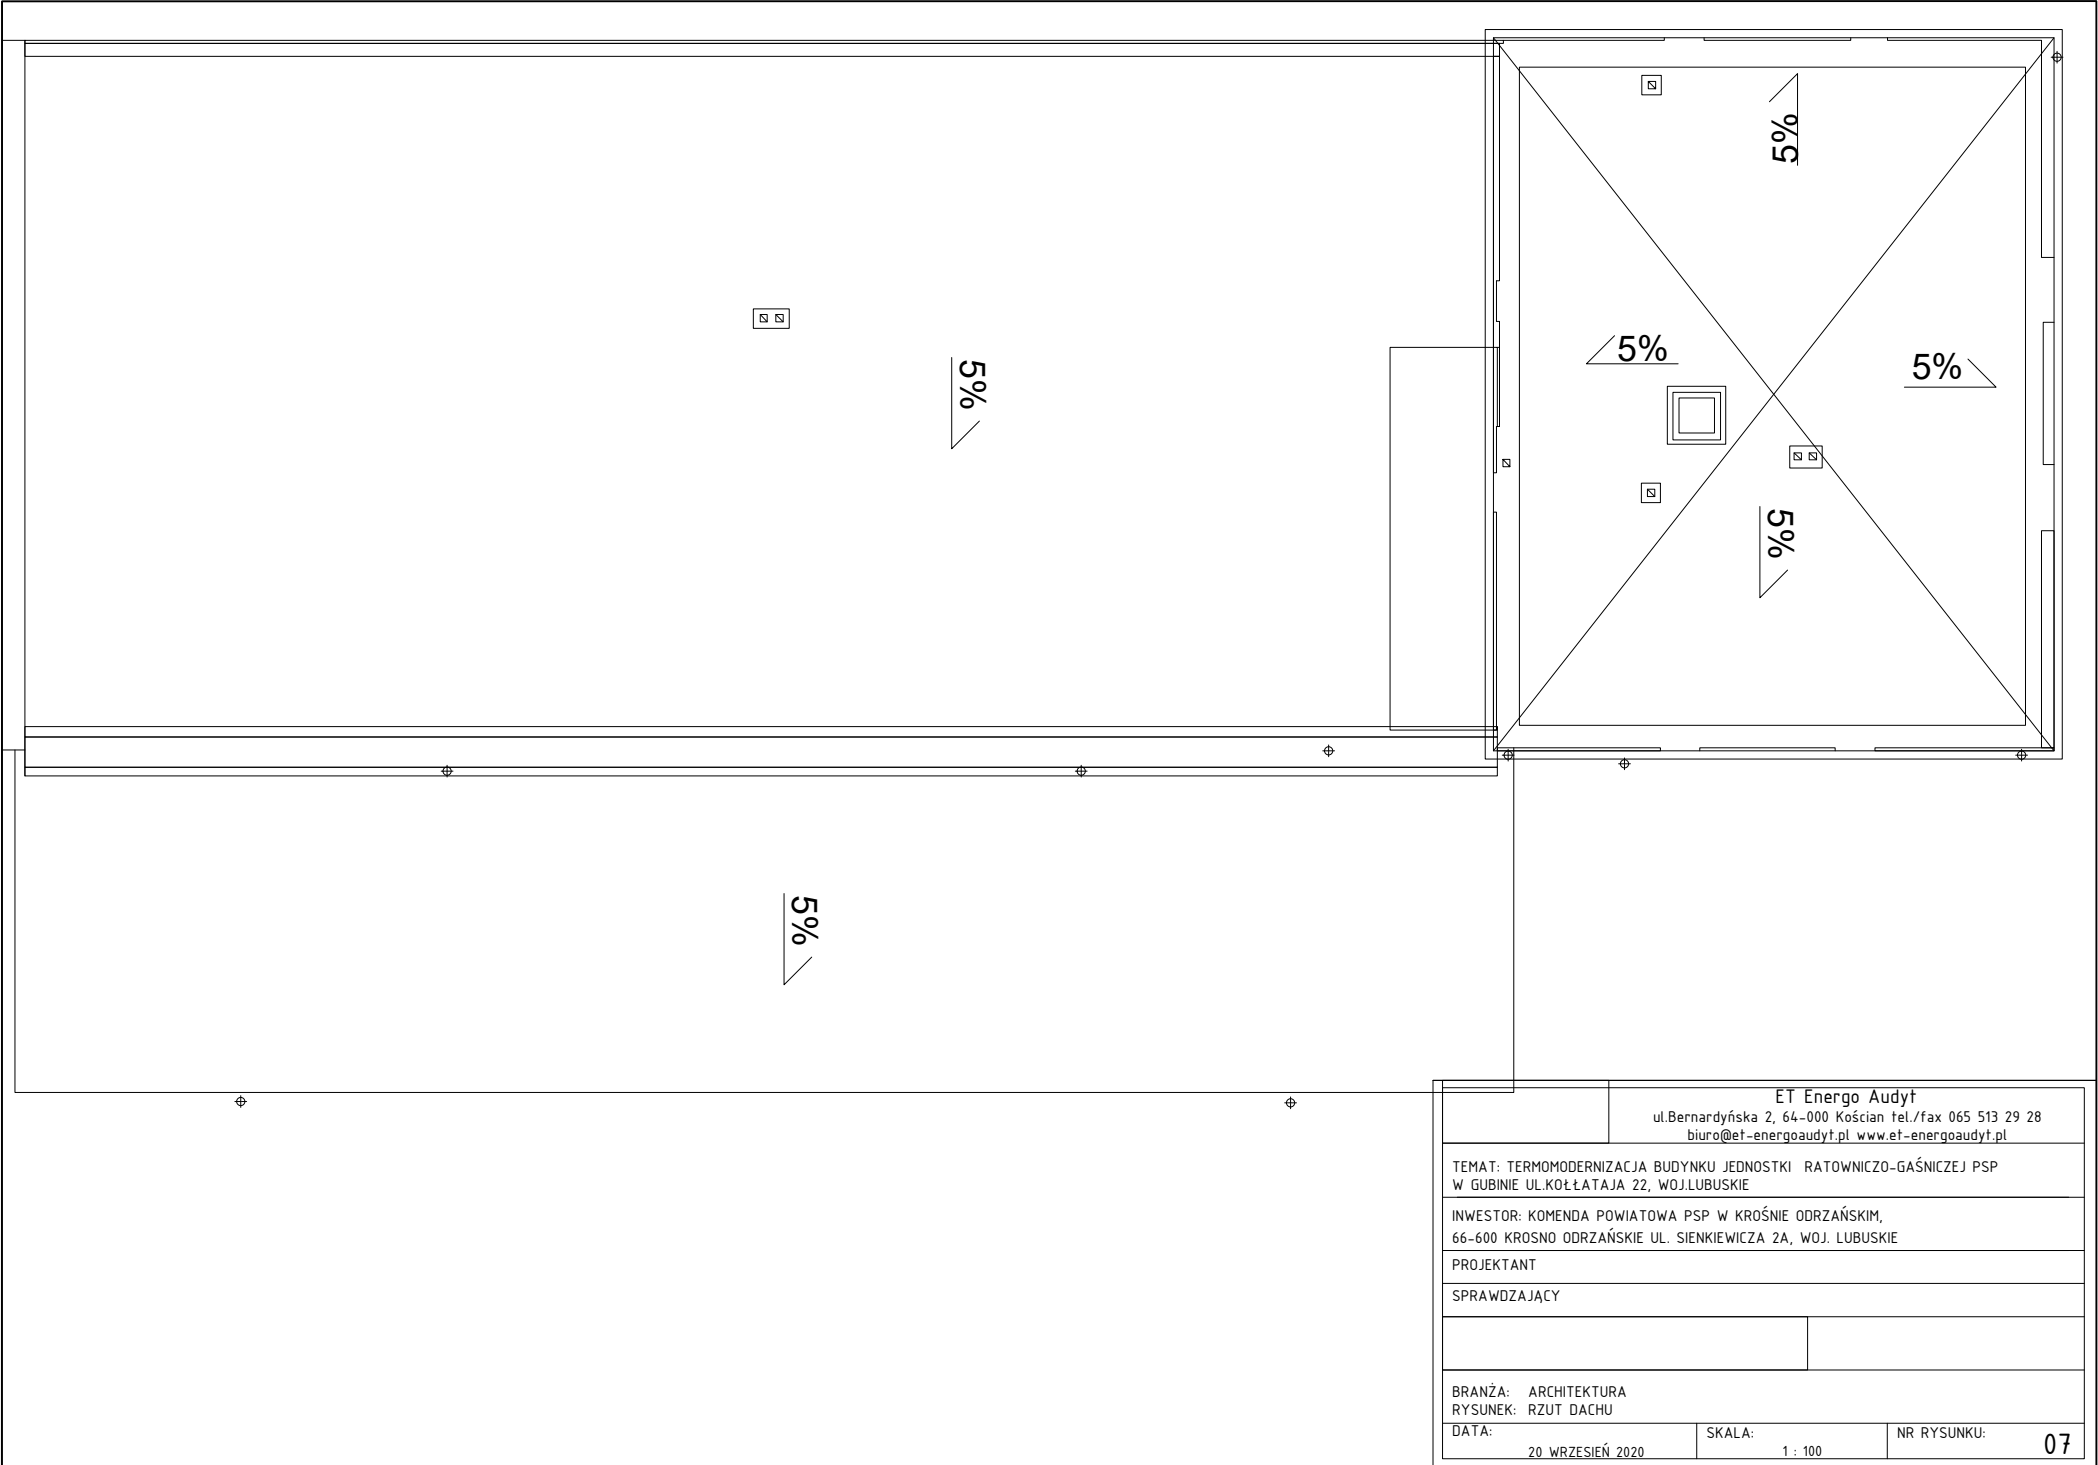 5%
5%
5%
5%
5%
5%
ET Energo Audyt
ul.Bernardyńska 2, 64-000 Kościan tel./fax 065 513 29 28
biuro@et-energoaudyt.pl www.et-energoaudyt.pl
TEMAT: TERMOMODERNIZACJA BUDYNKU JEDNOSTKI RATOWNICZO-GAŚNICZEJ PSP
W GUBINIE UL.KOŁŁATAJA 22, WOJ.LUBUSKIE
INWESTOR: KOMENDA POWIATOWA PSP W KROŚNIE ODRZAŃSKIM,
66-600 KROSNO ODRZAŃSKIE UL. SIENKIEWICZA 2A, WOJ. LUBUSKIE
PROJEKTANT
SPRAWDZAJĄCY
BRANŻA: ARCHITEKTURA
RYSUNEK: RZUT DACHU
DATA:
20 WRZESIEŃ 2020
SKALA:
1 : 100
NR RYSUNKU:
07